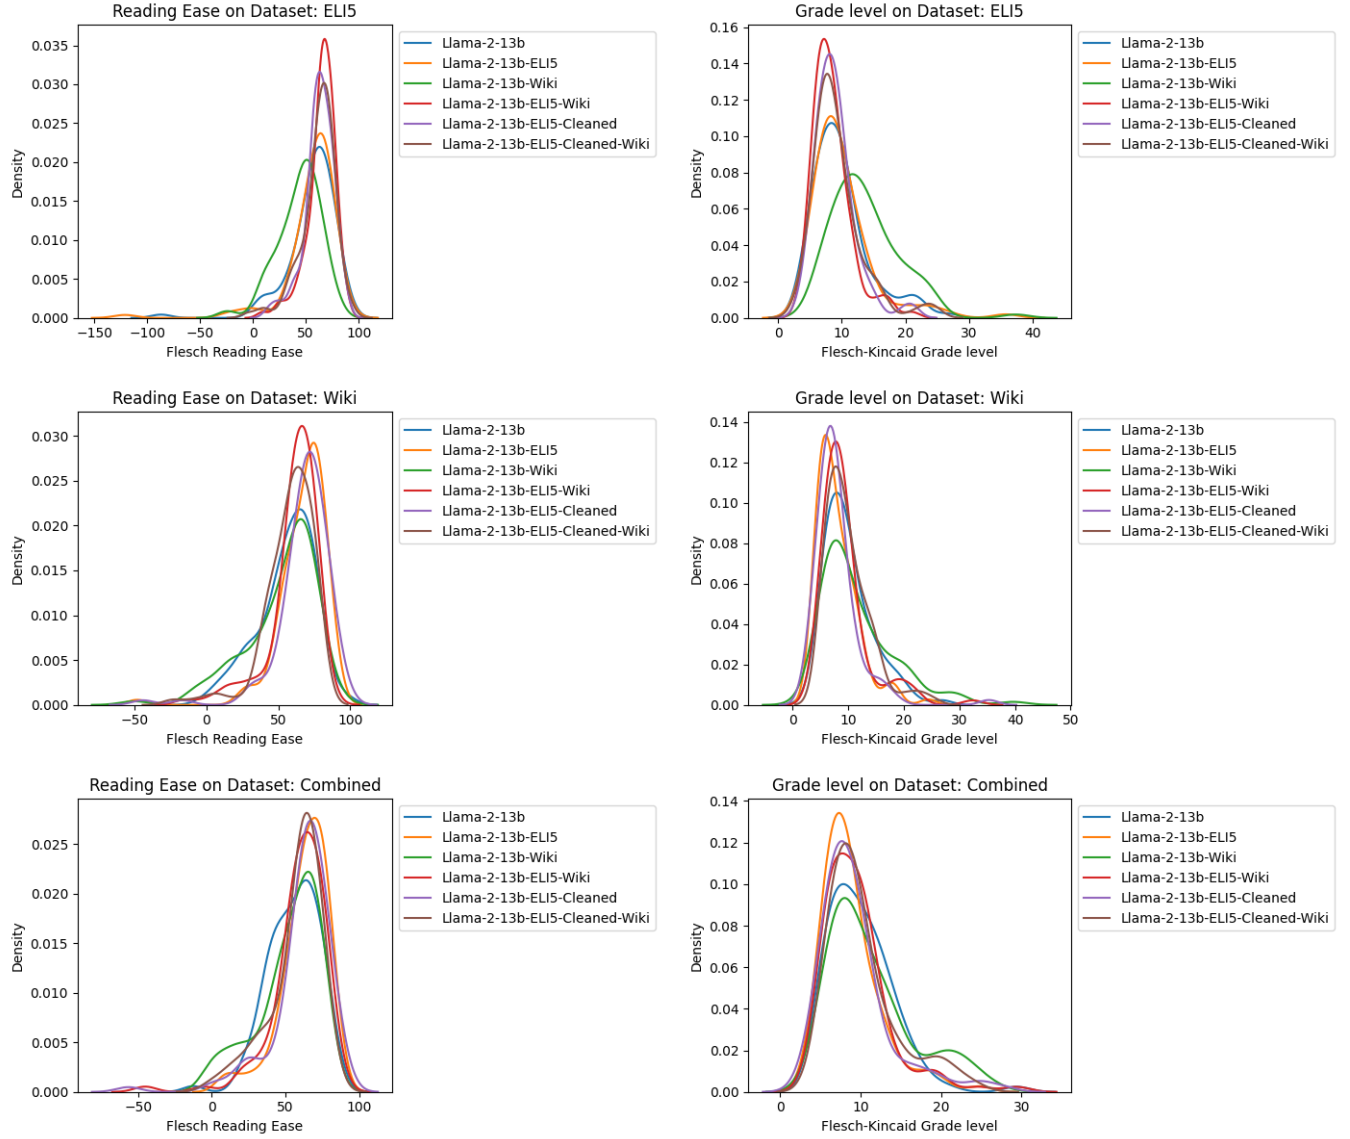 Reading Ease on Dataset: ELI5
Density
0.035
0.030
0.025
0.020
0.015
0.010
0.005
0.000
−150 −100 −50 0 50 100
Flesch Reading Ease
Llama-2-13b
Llama-2-13b-ELI5
Llama-2-13b-Wiki
Llama-2-13b-ELI5-Wiki
Llama-2-13b-ELI5-Cleaned
Llama-2-13b-ELI5-Cleaned-Wiki
Grade level on Dataset: ELI5
Density
0.16
0.14
0.12
0.10
0.08
0.06
0.04
0.02
0.00
0 10 20 30 40
Flesch-Kincaid Grade level
Llama-2-13b
Llama-2-13b-ELI5
Llama-2-13b-Wiki
Llama-2-13b-ELI5-Wiki
Llama-2-13b-ELI5-Cleaned
Llama-2-13b-ELI5-Cleaned-Wiki
Reading Ease on Dataset: Wiki
Density
0.030
0.025
0.020
0.015
0.010
0.005
0.000
−50 0 50 100
Flesch Reading Ease
Llama-2-13b
Llama-2-13b-ELI5
Llama-2-13b-Wiki
Llama-2-13b-ELI5-Wiki
Llama-2-13b-ELI5-Cleaned
Llama-2-13b-ELI5-Cleaned-Wiki
Grade level on Dataset: Wiki
Density
0.14
0.12
0.10
0.08
0.06
0.04
0.02
0.00
0 10 20 30 40 50
Flesch-Kincaid Grade level
Llama-2-13b
Llama-2-13b-ELI5
Llama-2-13b-Wiki
Llama-2-13b-ELI5-Wiki
Llama-2-13b-ELI5-Cleaned
Llama-2-13b-ELI5-Cleaned-Wiki
Reading Ease on Dataset: Combined
Density
0.025
0.020
0.015
0.010
0.005
0.000
−50 0 50 100
Flesch Reading Ease
Llama-2-13b
Llama-2-13b-ELI5
Llama-2-13b-Wiki
Llama-2-13b-ELI5-Wiki
Llama-2-13b-ELI5-Cleaned
Llama-2-13b-ELI5-Cleaned-Wiki
Grade level on Dataset: Combined
Density
0.14
0.12
0.10
0.08
0.06
0.04
0.02
0.00
0 10 20 30
Flesch-Kincaid Grade level
Llama-2-13b
Llama-2-13b-ELI5
Llama-2-13b-Wiki
Llama-2-13b-ELI5-Wiki
Llama-2-13b-ELI5-Cleaned
Llama-2-13b-ELI5-Cleaned-Wiki